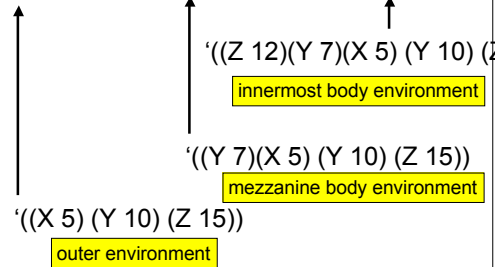 ‘((Z 12)(Y 7)(X 5) (Y 10) (Z
innermost body environment
‘((Y 7)(X 5) (Y 10) (Z 15))
mezzanine body environment
‘((X 5) (Y 10) (Z 15))
outer environment